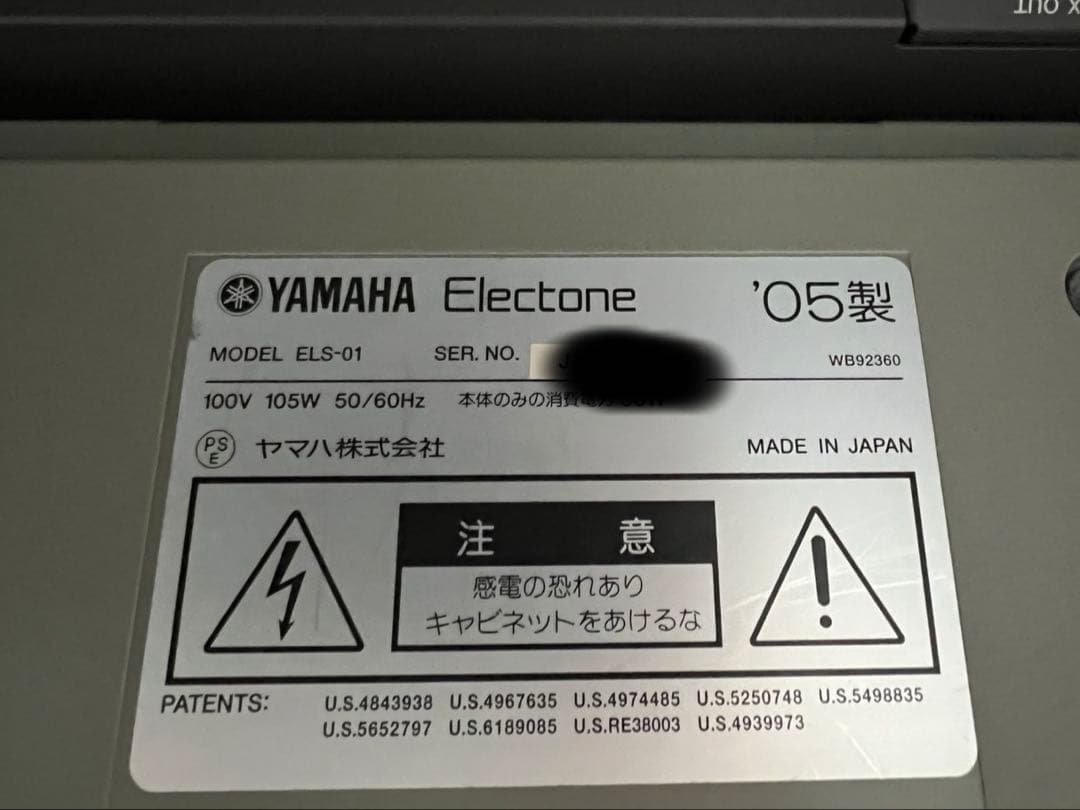 X OUT
YAMAHA Electone '05製
MODEL ELS-01 SER. NO. J
WB92360
100V 105W 50/60Hz 本体のみの消費電力
PS E ヤマハ株式会社 MADE IN JAPAN
注 意
感電の恐れあり
キャビネットをあけるな
PATENTS: U.S.4843938 U.S.4967635 U.S.4974485 U.S.5250748 U.S.5498835
U.S.5652797 U.S.6189085 U.S.RE38003 U.S.4939973